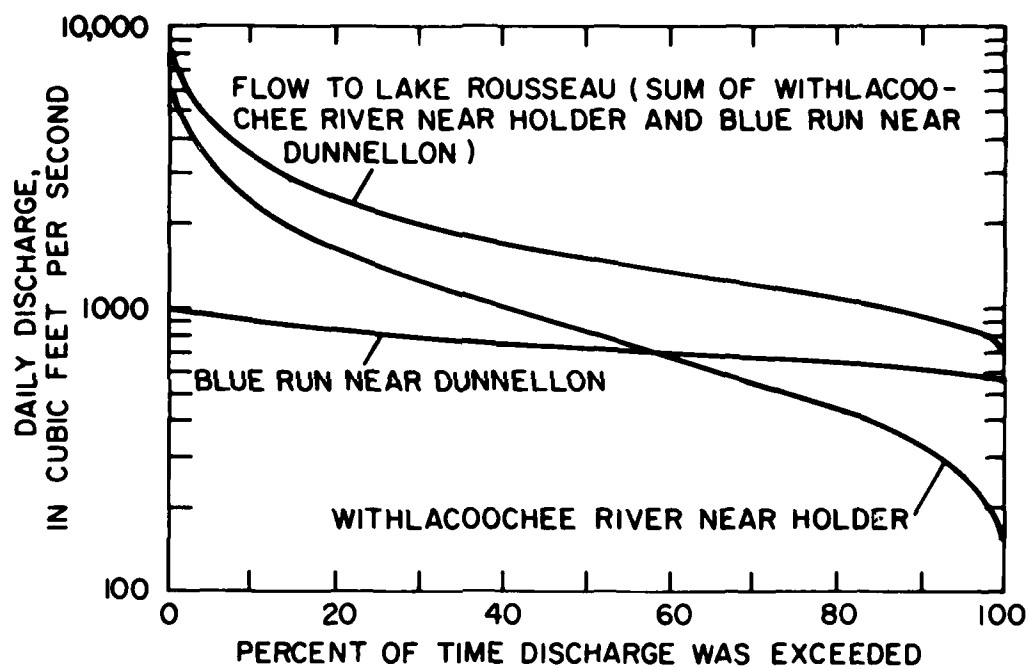 10,000
1000
100
DAILY DISCHARGE,
IN CUBIC FEET PER SECOND
FLOW TO LAKE ROUSSEAU (SUM OF WITHLACOO-
CHEE RIVER NEAR HOLDER AND BLUE RUN NEAR
DUNNELLON)
BLUE RUN NEAR DUNNELLON
WITHLACOOCHEE RIVER NEAR HOLDER
0 20 40 60 80 100
PERCENT OF TIME DISCHARGE WAS EXCEEDED